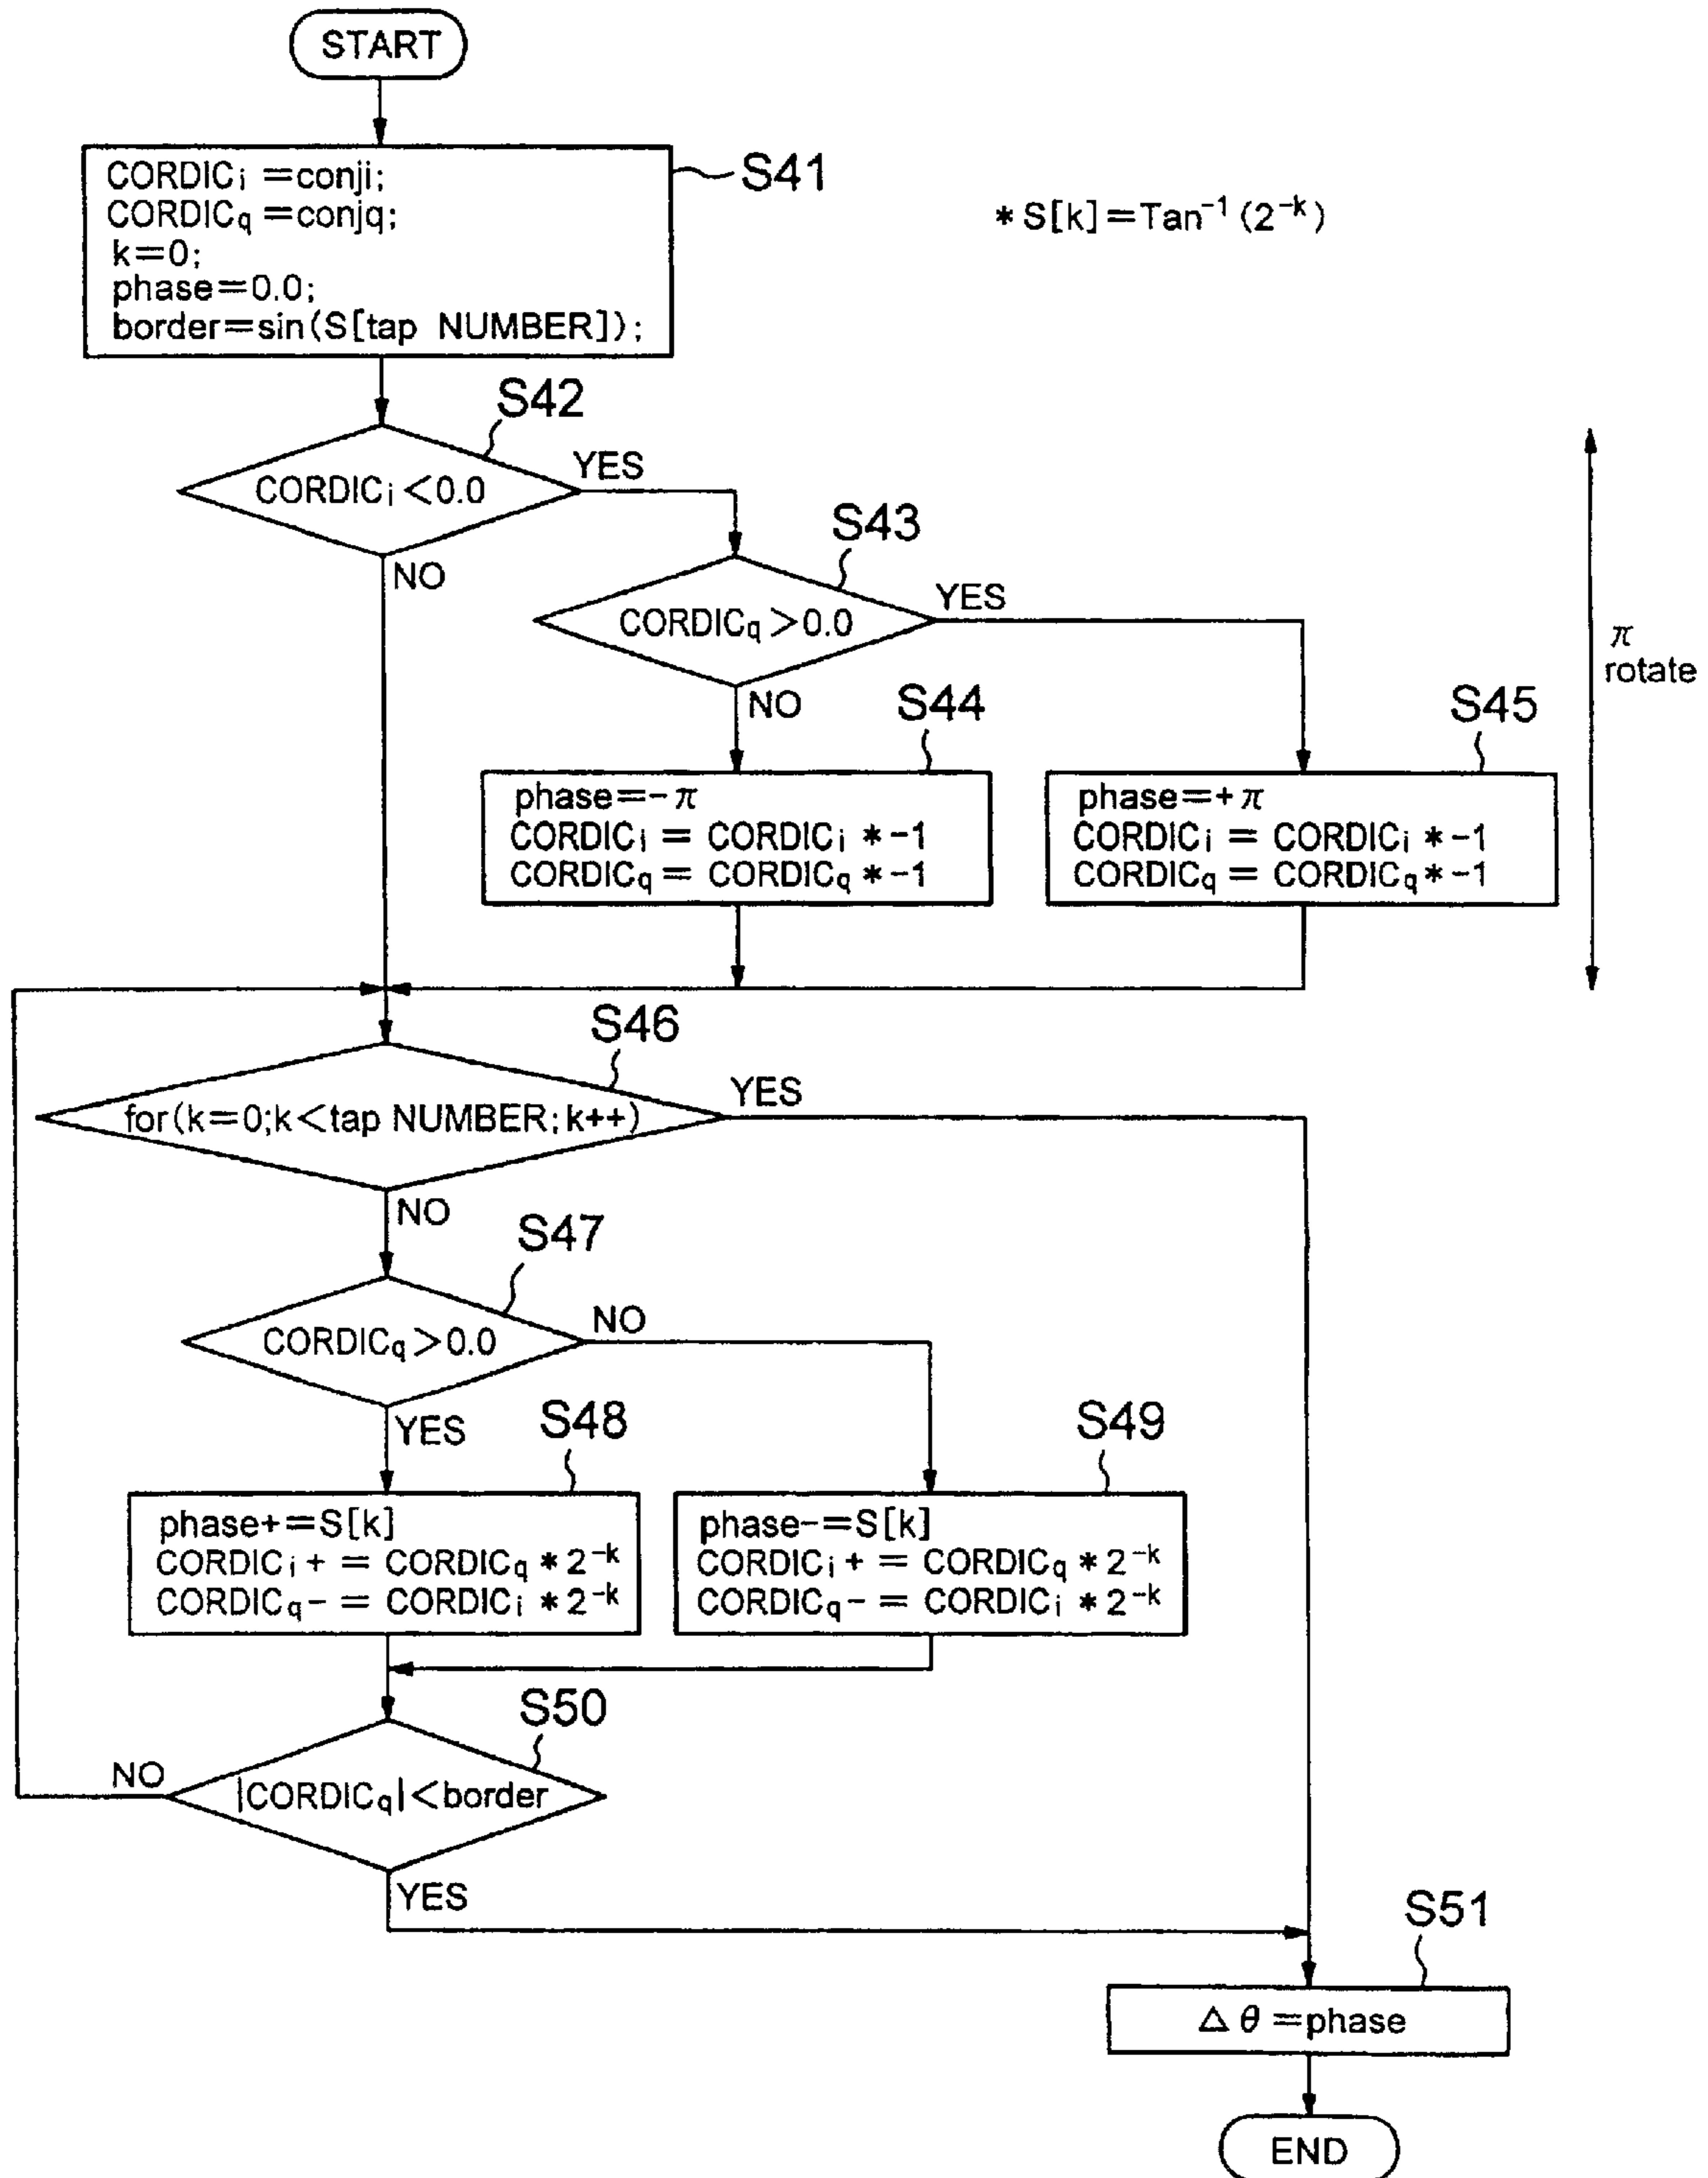 START
CORDICi =conji;
CORDICq =conjq;
k=0;
phase=0.0;
border=sin(S[tap NUMBER]);
S41
* S[k]=Tan⁻¹ (2⁻ᵏ)
S42
CORDICi <0.0
YES
NO
S43
CORDICq >0.0
YES
NO
π
rotate
S44
phase=-π
CORDICi = CORDICi *-1
CORDICq = CORDICq *-1
S45
phase=+π
CORDICi = CORDICi *-1
CORDICq = CORDICq *-1
S46
for(k=0;k<tap NUMBER;k++)
YES
NO
S47
CORDICq >0.0
NO
YES
S48
phase+=S[k]
CORDICi + = CORDICq *2⁻ᵏ
CORDICq - = CORDICi *2⁻ᵏ
S49
phase-=S[k]
CORDICi + = CORDICq *2⁻ᵏ
CORDICq - = CORDICi *2⁻ᵏ
S50
|CORDICq|<border
NO
YES
S51
△ θ =phase
END